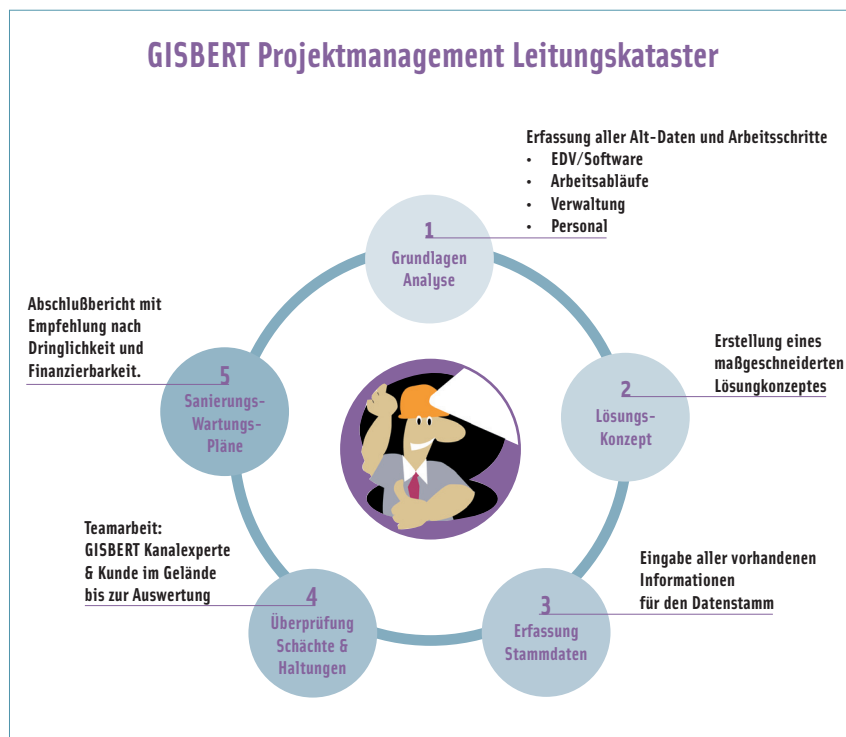 GISBERT Projektmanagement Leitungskataster
Erfassung aller Alt-Daten und Arbeitsschritte
• EDV/Software
• Arbeitsabläufe
• Verwaltung
• Personal
1
Grundlagen
Analyse
Erstellung eines
maßgeschneiderten
Lösungkonzeptes
2
Lösungs-
Konzept
Eingabe aller vorhandenen
Informationen
für den Datenstamm
3
Erfassung
Stammdaten
Teamarbeit:
GISBERT Kanalexperte
& Kunde im Gelände
bis zur Auswertung
4
Überprüfung
Schächte &
Haltungen
Abschlußbericht mit
Empfehlung nach
Dringlichkeit und
Finanzierbarkeit.
5
Sanierungs-
Wartungs-
Pläne